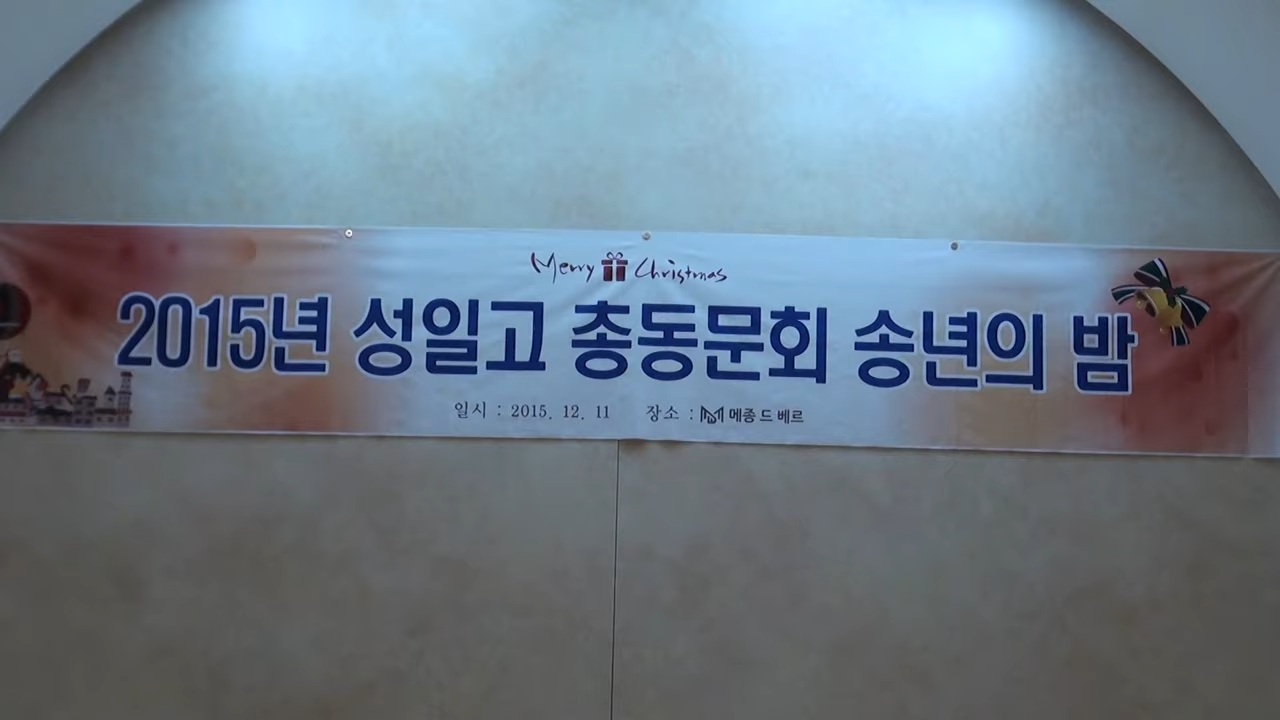 Merry Christmas
2015년 성일고 총동문회 송년의 밤
일시 : 2015. 12. 11 장소 : 메종드베르